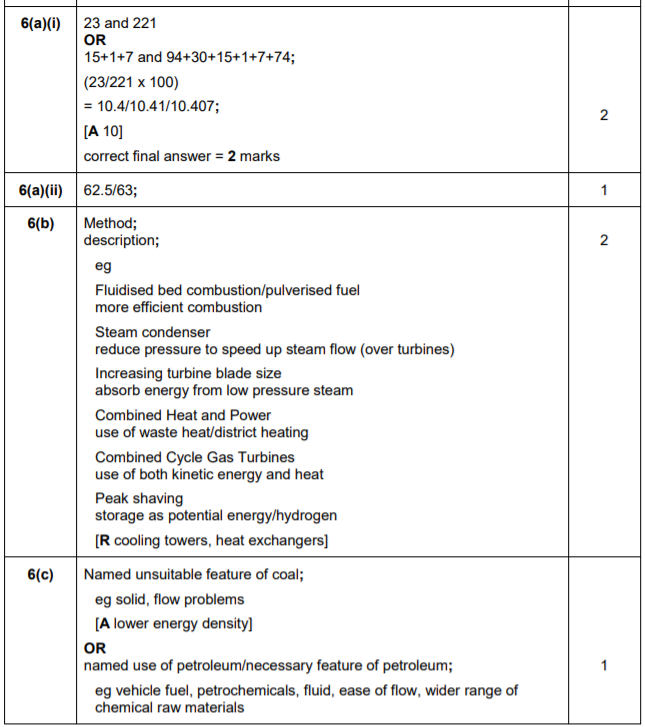 6(a)(i) 23 and 221
OR
15+1+7 and 94+30+15+1+7+74;
(23/221 x 100)
= 10.4/10.41/10.407;
2
[A 10]
correct final answer = 2 marks
6(a)(ii) 62.5/63; 1
6(b) Method;
description; 2
eg
Fluidised bed combustion/pulverised fuel
more efficient combustion
Steam condenser
reduce pressure to speed up steam flow (over turbines)
Increasing turbine blade size
absorb energy from low pressure steam
Combined Heat and Power
use of waste heat/district heating
Combined Cycle Gas Turbines
use of both kinetic energy and heat
Peak shaving
storage as potential energy/hydrogen
[R cooling towers, heat exchangers]
6(c) Named unsuitable feature of coal;
eg solid, flow problems
[A lower energy density]
OR
named use of petroleum/necessary feature of petroleum; 1
eg vehicle fuel, petrochemicals, fluid, ease of flow, wider range of
chemical raw materials